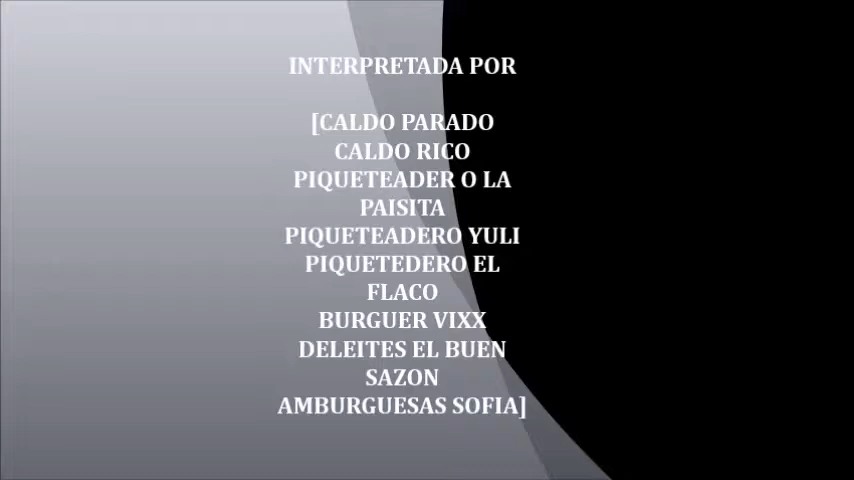 INTERPRETADA POR
[CALDO PARADO
CALDO RICO
PIQUETEADER O LA
PAISITA
PIQUETEADERO YULI
PIQUETEDERO EL
FLACO
BURGUER VIXX
DELEITES EL BUEN
SAZON
AMBURGUESAS SOFIA]